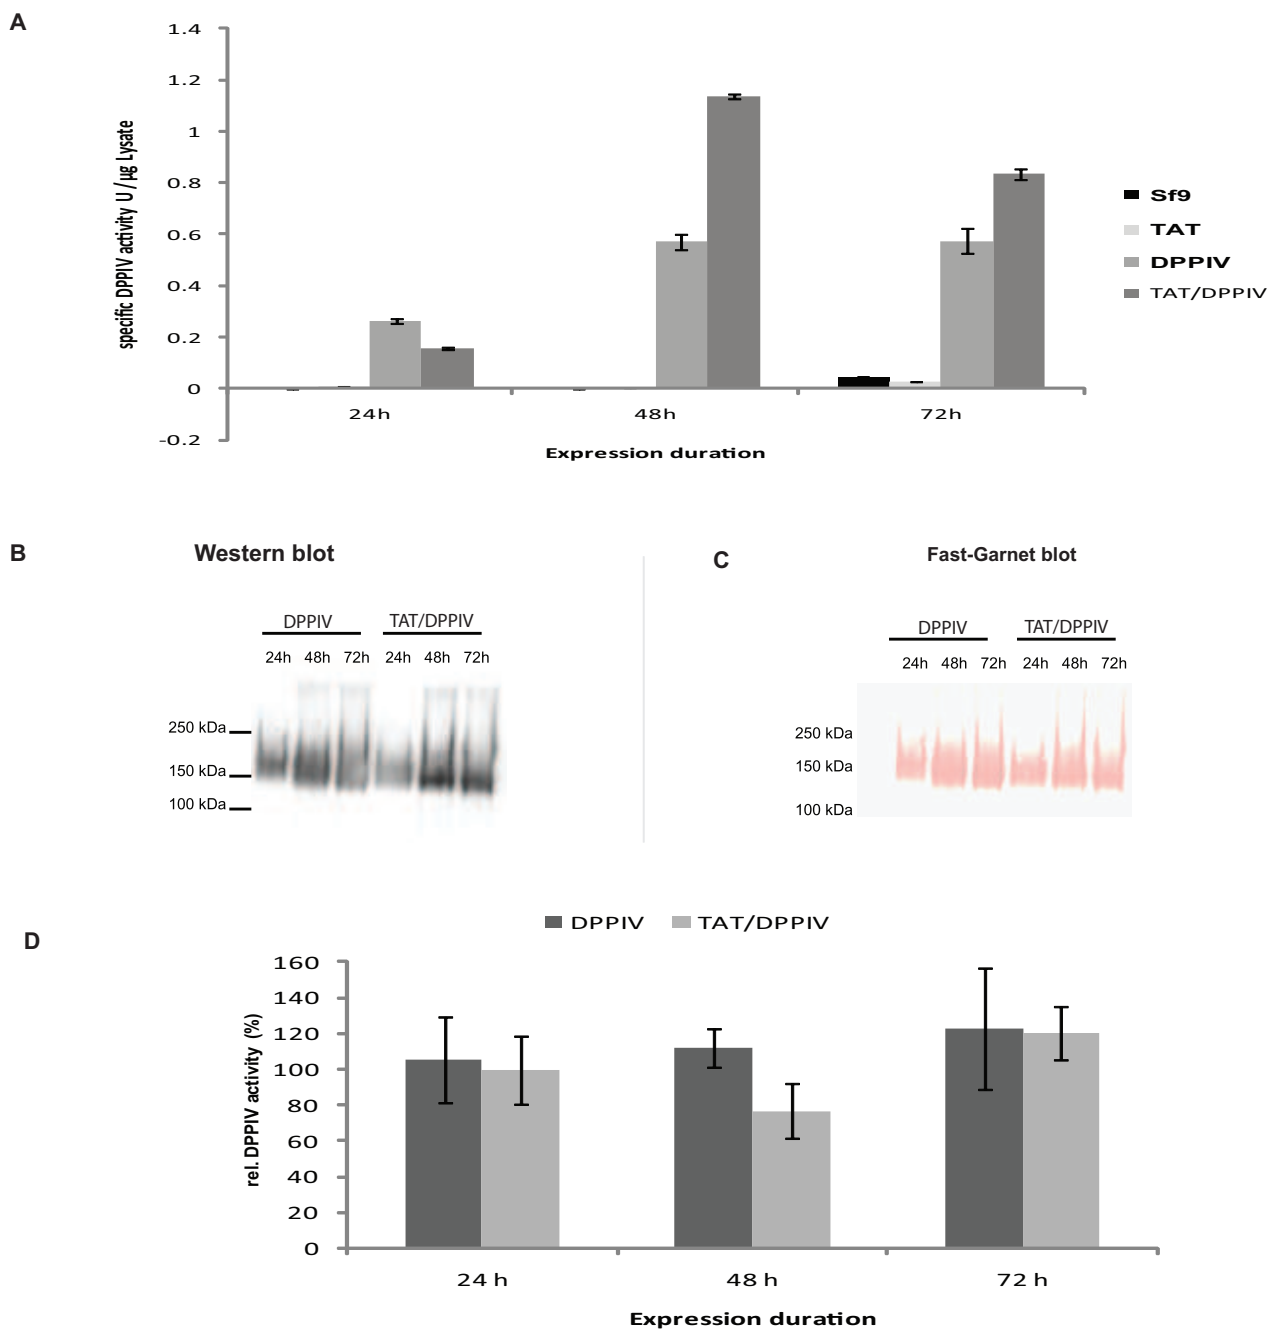 A
1.4
1.2
1
0.8
0.6
0.4
0.2
0
-0.2
specific DPPIV activity U/µg Lysate
24h 48h 72h
Expression duration
Sf9
TAT
DPPIV
TAT/DPPIV
B
Western blot
DPPIV TAT/DPPIV
24h 48h 72h 24h 48h 72h
250 kDa
150 kDa
100 kDa
C
Fast-Garnet blot
DPPIV TAT/DPPIV
24h 48h 72h 24h 48h 72h
250 kDa
150 kDa
100 kDa
D
DPPIV TAT/DPPIV
160
140
120
100
80
60
40
20
0
rel. DPPIV activity (%)
24 h 48 h 72 h
Expression duration